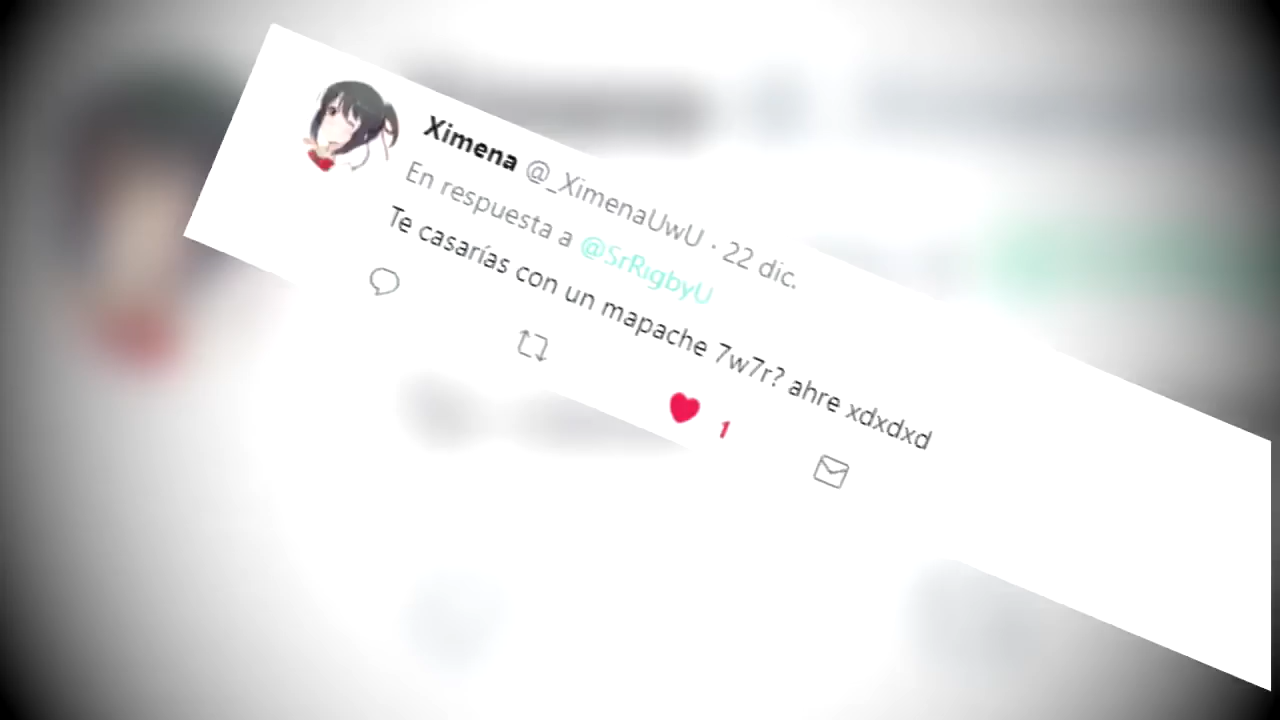 Ximena @_XimenaUwU · 22 dic.
En respuesta a @SrRigbyU
Te casarías con un mapache 7w7r? ahre xdxdxd
1